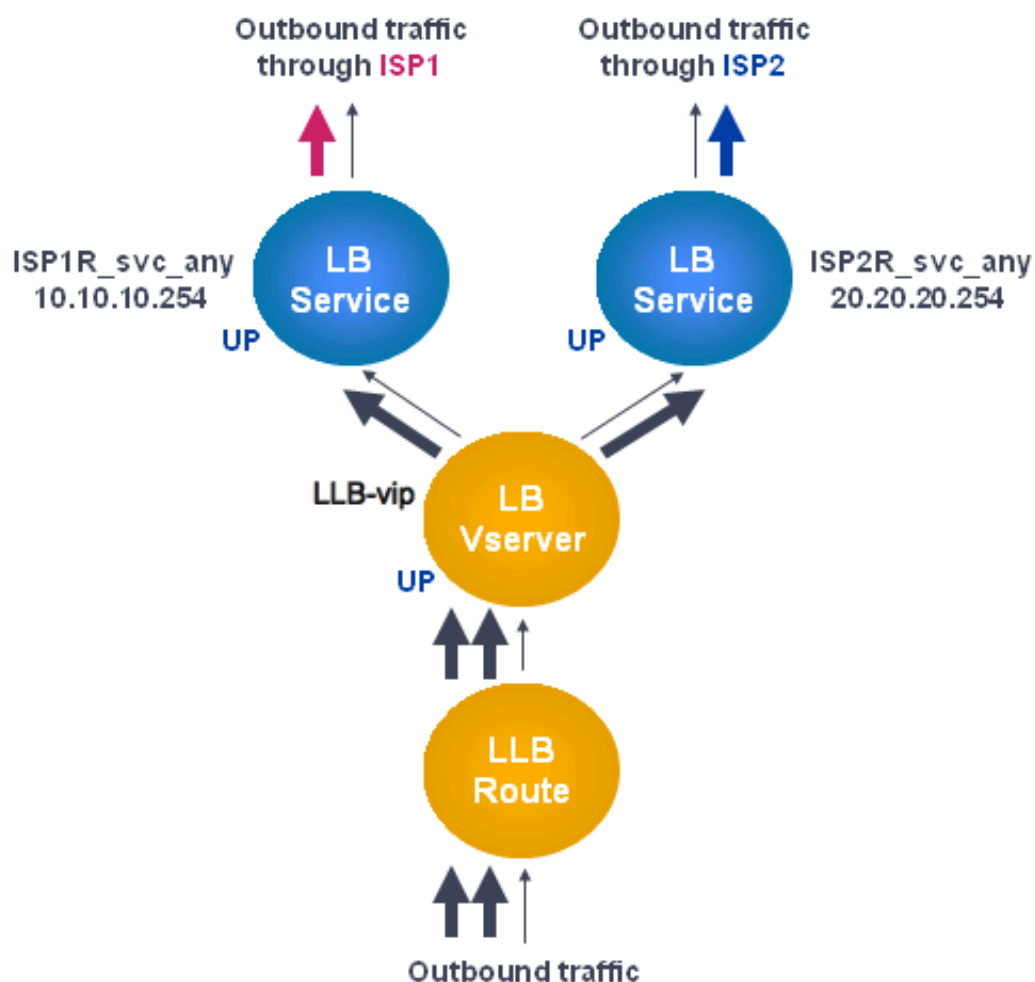 Outbound traffic
through ISP1
Outbound traffic
through ISP2
ISP1R_svc_any
10.10.10.254
LB
Service
UP
LB
Service
UP
ISP2R_svc_any
20.20.20.254
LLB-vip
LB
Vserver
UP
LLB
Route
Outbound traffic